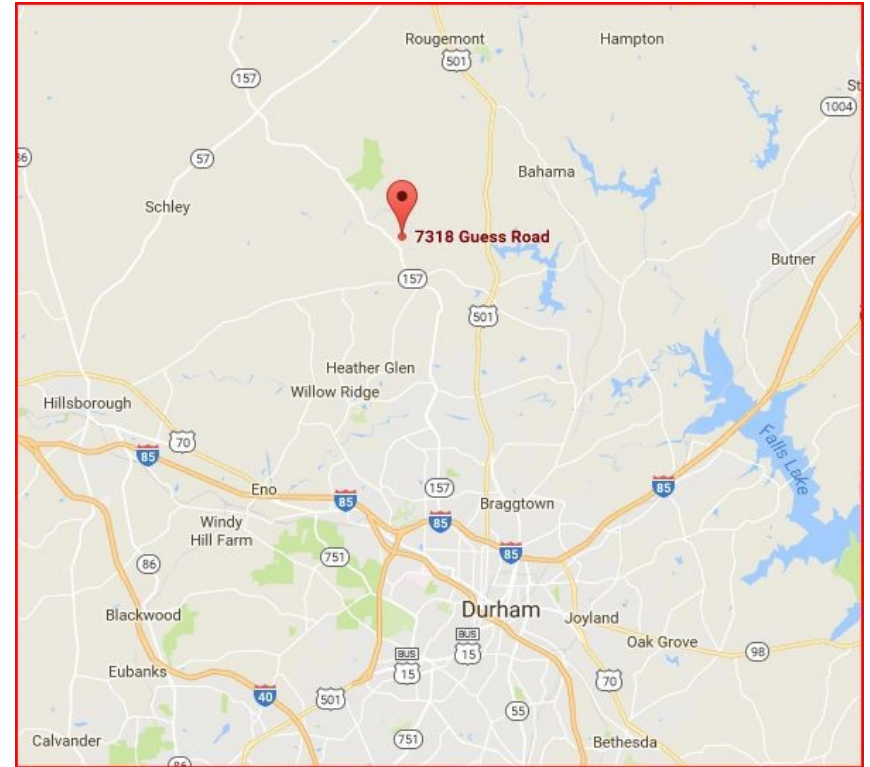 Rougemont
Hampton
501
157
St
1004
57
86
Bahama
Schley
7318 Guess Road
Butner
157
501
Heather Glen
Willow Ridge
Hillsborough
70
85
Falls Lake
Eno
157
85
85
Braggtown
85
85
Windy
Hill Farm
751
86
Durham
Blackwood
Joyland
BUS
15
BUS
15
Oak Grove
98
Eubanks
40
501
70
55
Calvander
751
Bethesda
86